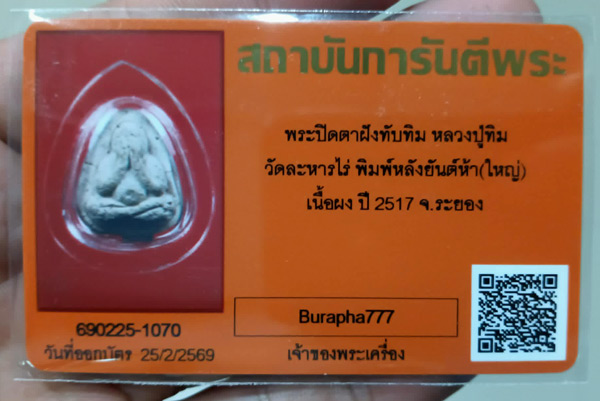 สถาบันการันตีพระ
พระปิดตาฝังทับทิม หลวงปู่ทิม
วัดละหารไร่ พิมพ์หลังยันต์ห้า(ใหญ่)
เนื้อผง ปี 2517 จ.ระยอง
Burapha777
เจ้าของพระเครื่อง
690225-1070
วันที่ออกบัตร 25/2/2569